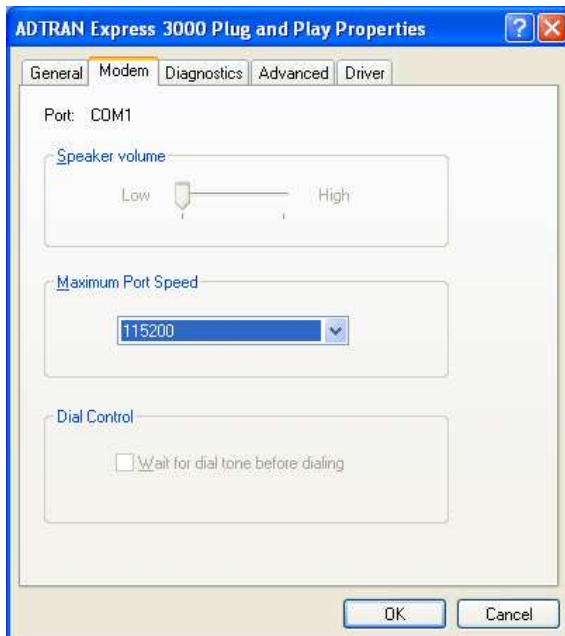 ADTRAN Express 3000 Plug and Play Properties
General Modem Diagnostics Advanced Driver
Port: COM1
Speaker volume
Low High
Maximum Port Speed
115200
Dial Control
Wait for dial tone before dialing
OK Cancel